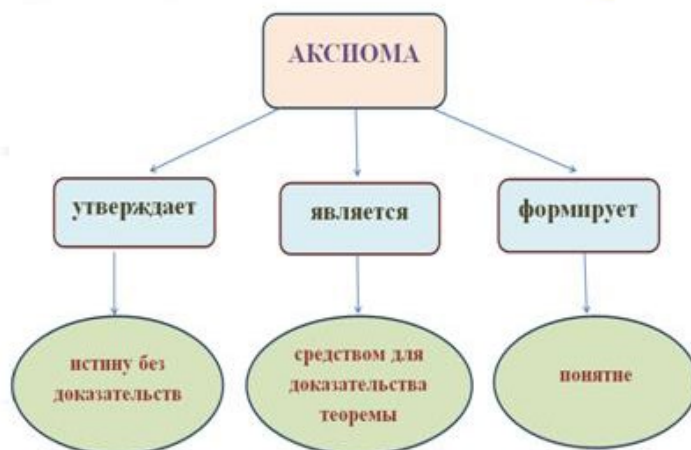 АКСИОМА
утверждает
является
формирует
истину без
доказательств
средством для
доказательства
теоремы
понятие